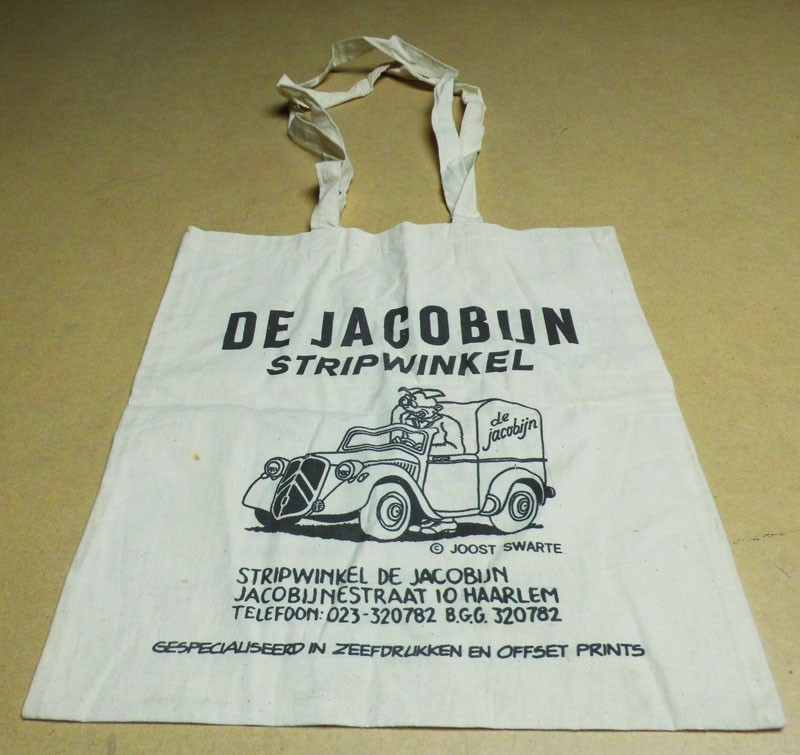 DE JACOBIJN
STRIPWINKEL
de
jacobijn
© JOOST SWARTE
STRIPWINKEL DE JACOBIJN
JACOBIJNESTRAAT 10 HAARLEM
TELEFOON: 023-320782 B.G.G. 320782
GESPECIALISEERD IN ZEEFDRUKKEN EN OFFSET PRINTS